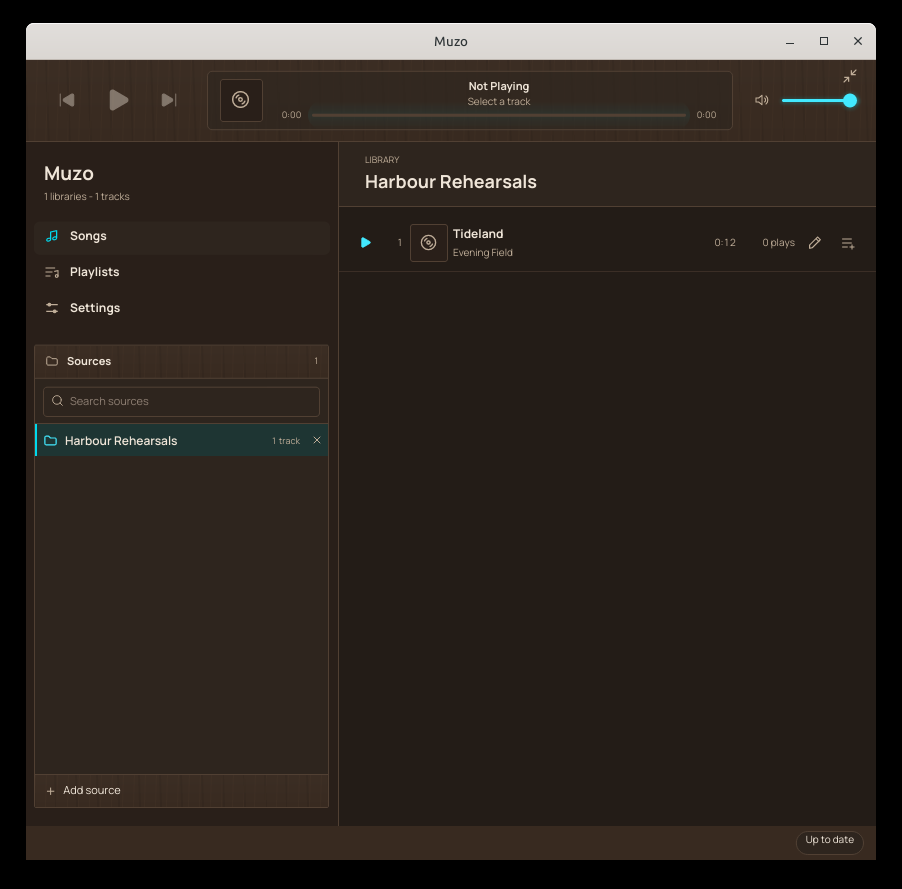 Muzo
Not Playing
Select a track
0:00
0:00
Muzo
1 libraries - 1 tracks
Songs
Playlists
Settings
Sources
1
Search sources
Harbour Rehearsals
1 track
Add source
LIBRARY
Harbour Rehearsals
1
Tideland
Evening Field
0:12
0 plays
Up to date